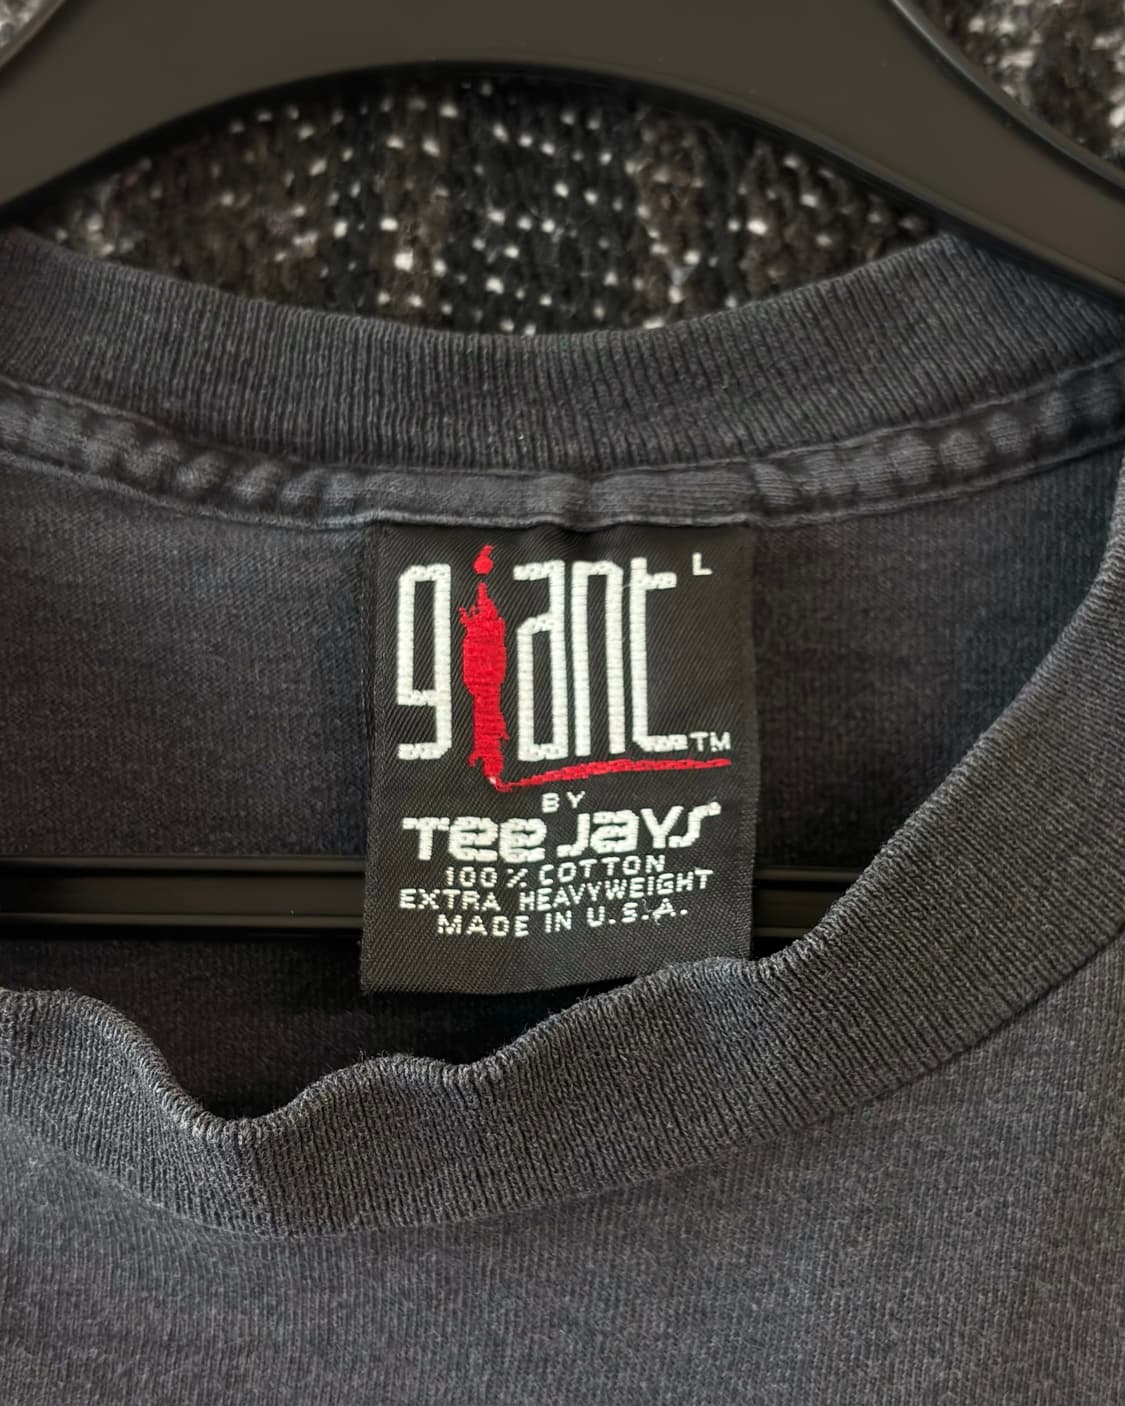 giant L
TM
BY
Tee Jays
100% COTTON
EXTRA HEAVYWEIGHT
MADE IN U.S.A.